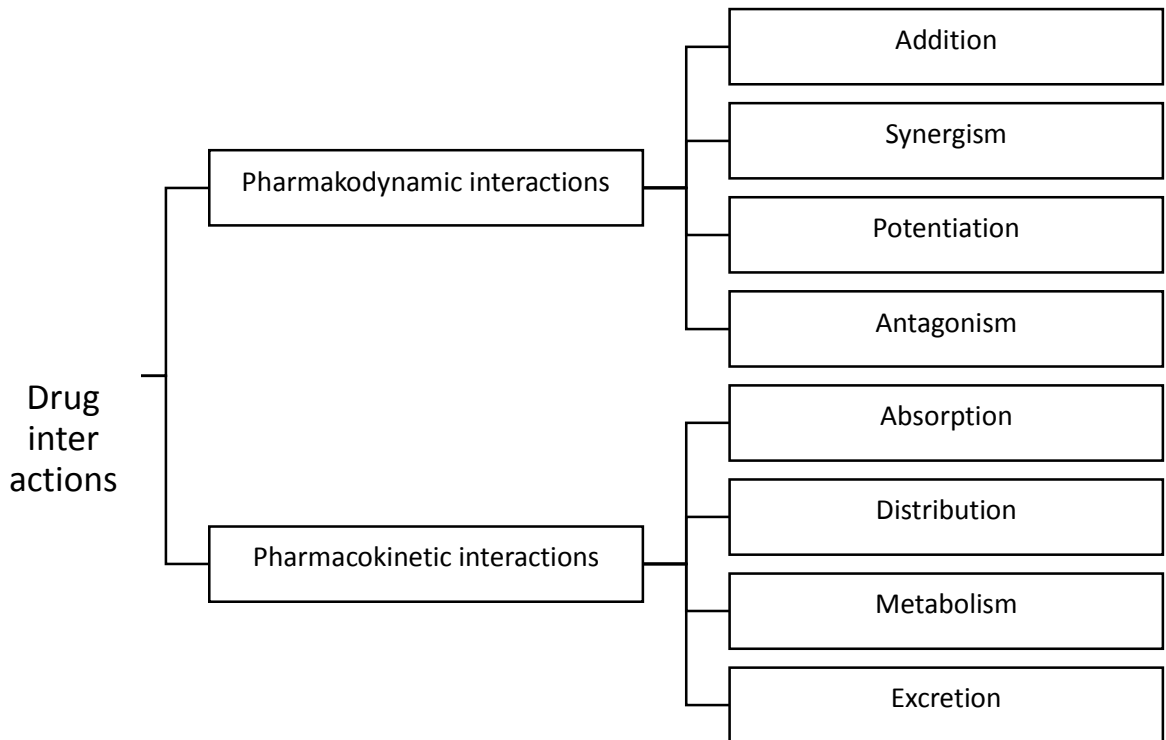 Drug
inter
actions
Pharmakodynamic interactions
Addition
Synergism
Potentiation
Antagonism
Pharmacokinetic interactions
Absorption
Distribution
Metabolism
Excretion